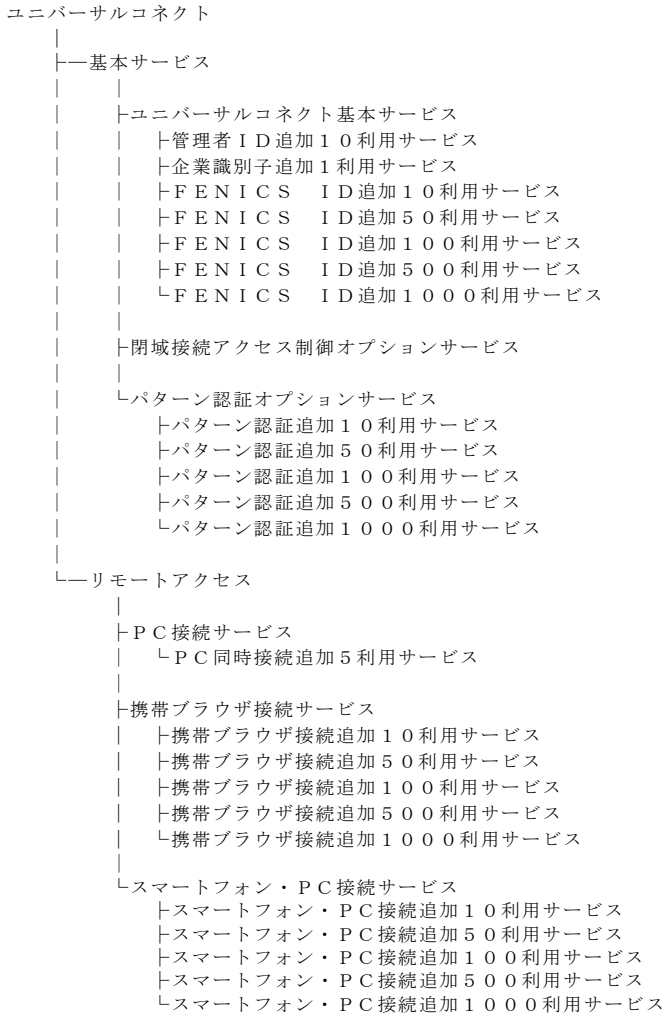 ユニバーサルコネクト
├―基本サービス
├ユニバーサルコネクト基本サービス
├管理者ＩＤ追加１０利用サービス
├企業識別子追加１利用サービス
├ＦＥＮＩＣＳ　ＩＤ追加１０利用サービス
├ＦＥＮＩＣＳ　ＩＤ追加５０利用サービス
├ＦＥＮＩＣＳ　ＩＤ追加１００利用サービス
├ＦＥＮＩＣＳ　ＩＤ追加５００利用サービス
└ＦＥＮＩＣＳ　ＩＤ追加１０００利用サービス
├閉域接続アクセス制御オプションサービス
└パターン認証オプションサービス
├パターン認証追加１０利用サービス
├パターン認証追加５０利用サービス
├パターン認証追加１００利用サービス
├パターン認証追加５００利用サービス
└パターン認証追加１０００利用サービス
└―リモートアクセス
├ＰＣ接続サービス
└ＰＣ同時接続追加５利用サービス
├携帯ブラウザ接続サービス
├携帯ブラウザ接続追加１０利用サービス
├携帯ブラウザ接続追加５０利用サービス
├携帯ブラウザ接続追加１００利用サービス
├携帯ブラウザ接続追加５００利用サービス
└携帯ブラウザ接続追加１０００利用サービス
└スマートフォン・ＰＣ接続サービス
├スマートフォン・ＰＣ接続追加１０利用サービス
├スマートフォン・ＰＣ接続追加５０利用サービス
├スマートフォン・ＰＣ接続追加１００利用サービス
├スマートフォン・ＰＣ接続追加５００利用サービス
└スマートフォン・ＰＣ接続追加１０００利用サービス